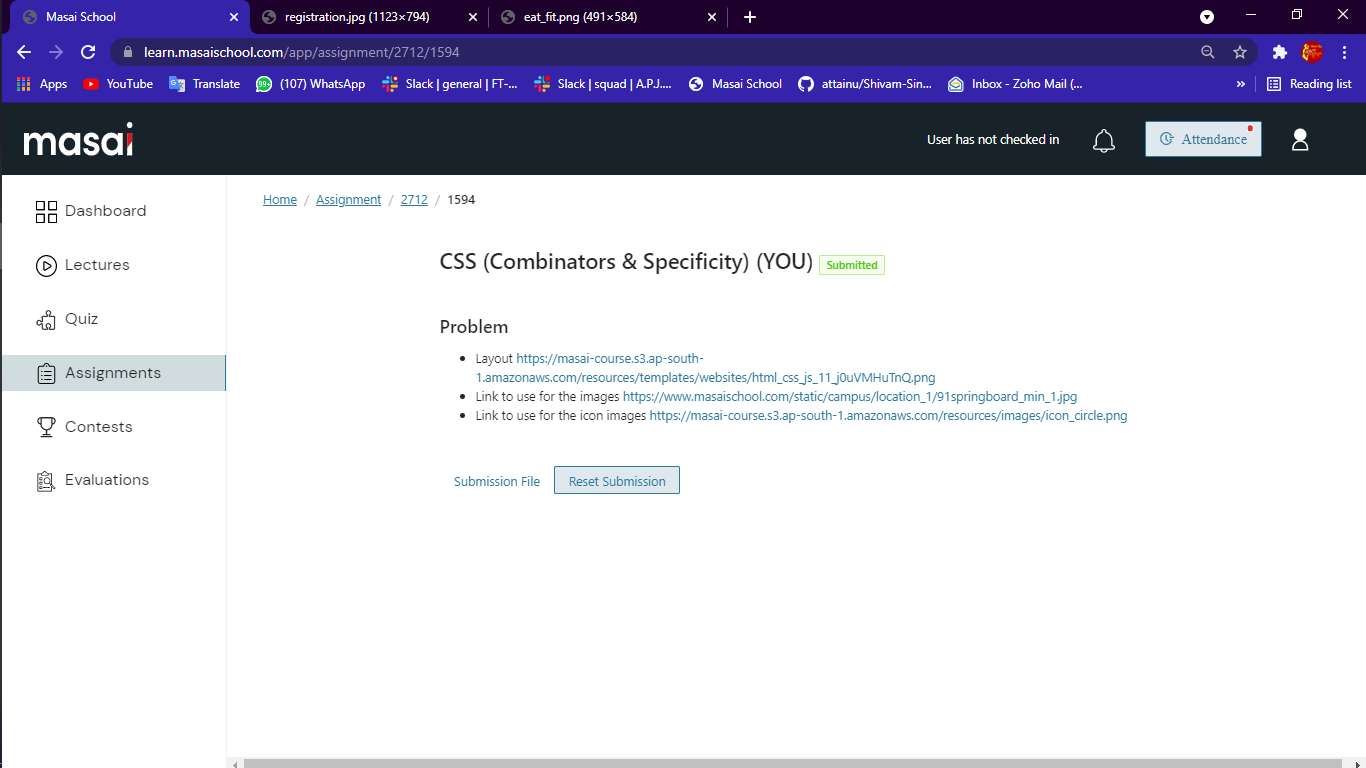 Masai School
registration.jpg (1123×794)
eat_fit.png (491×584)
learn.masaischool.com/app/assignment/2712/1594
Apps
YouTube
Translate
99+
(107) WhatsApp
Slack | general | FT-...
Slack | squad | A.P.J....
Masai School
attainu/Shivam-Sin...
Inbox - Zoho Mail (...
»
Reading list
masai
User has not checked in
Attendance
Dashboard
Lectures
Quiz
Assignments
Contests
Evaluations
Home / Assignment / 2712 / 1594
CSS (Combinators & Specificity) (YOU) Submitted
Problem
• Layout https://masai-course.s3.ap-south-
1.amazonaws.com/resources/templates/websites/html_css_js_11_j0uVMHuTnQ.png
• Link to use for the images https://www.masaischool.com/static/campus/location_1/91springboard_min_1.jpg
• Link to use for the icon images https://masai-course.s3.ap-south-1.amazonaws.com/resources/images/icon_circle.png
Submission File
Reset Submission